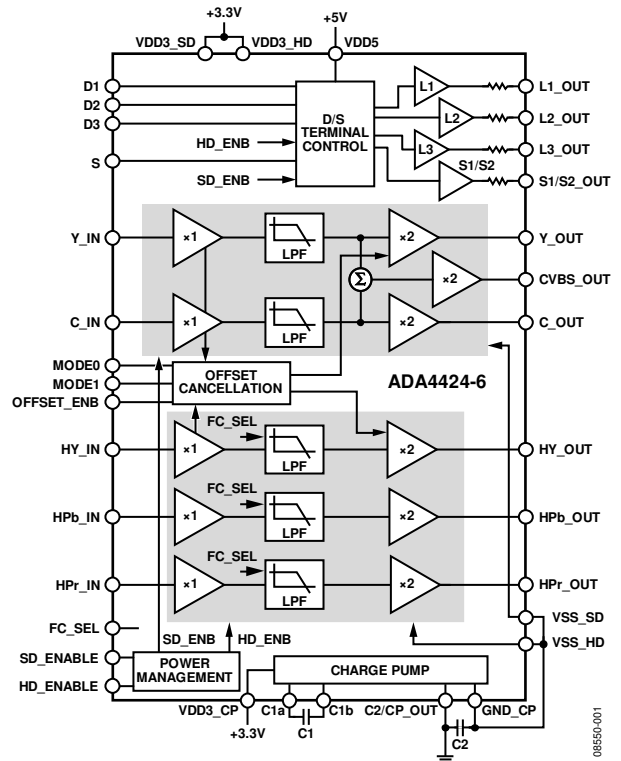 +3.3V
+5V
VDD3_SD
VDD3_HD
VDD5
D1
D2
D3
HD_ENB
S
SD_ENB
D/S
TERMINAL
CONTROL
L1
L2
L3
S1/S2
L1_OUT
L2_OUT
L3_OUT
S1/S2_OUT
Y_IN
×1
LPF
×2
Y_OUT
Σ
×2
CVBS_OUT
C_IN
×1
LPF
×2
C_OUT
MODE0
MODE1
OFFSET_ENB
OFFSET
CANCELLATION
ADA4424-6
HY_IN
×1
FC_SEL
LPF
×2
HY_OUT
HPb_IN
×1
FC_SEL
LPF
×2
HPb_OUT
HPr_IN
×1
FC_SEL
LPF
×2
HPr_OUT
FC_SEL
SD_ENB
HD_ENB
VSS_SD
VSS_HD
SD_ENABLE
HD_ENABLE
POWER
MANAGEMENT
CHARGE PUMP
VDD3_CP
C1a
C1b
C2/CP_OUT
GND_CP
+3.3V
C1
C2
08550-001